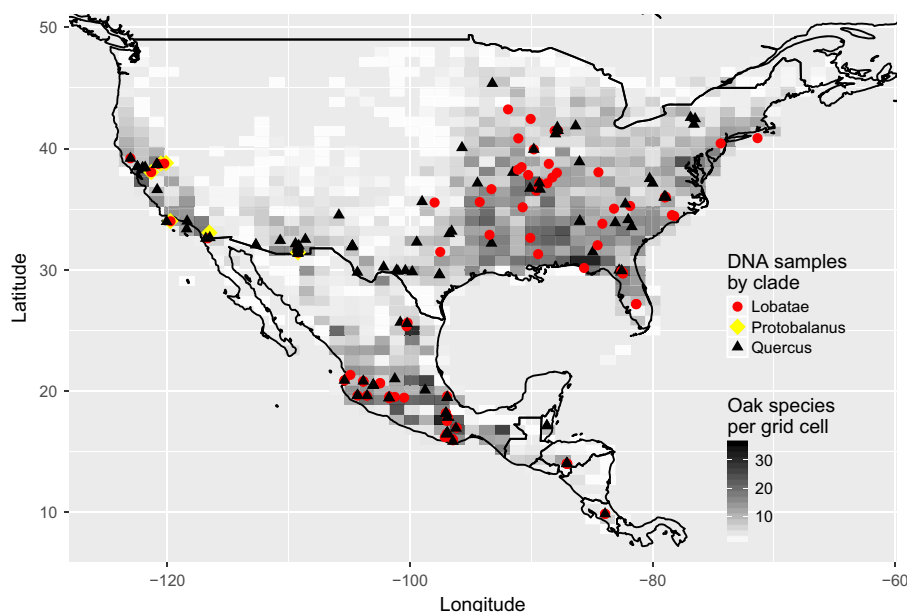 50
40
30
20
10
Latitude
−120
−100
−80
−60
Longitude
DNA samples
by clade
Lobatae
Protobalanus
Quercus
Oak species
per grid cell
30
20
10